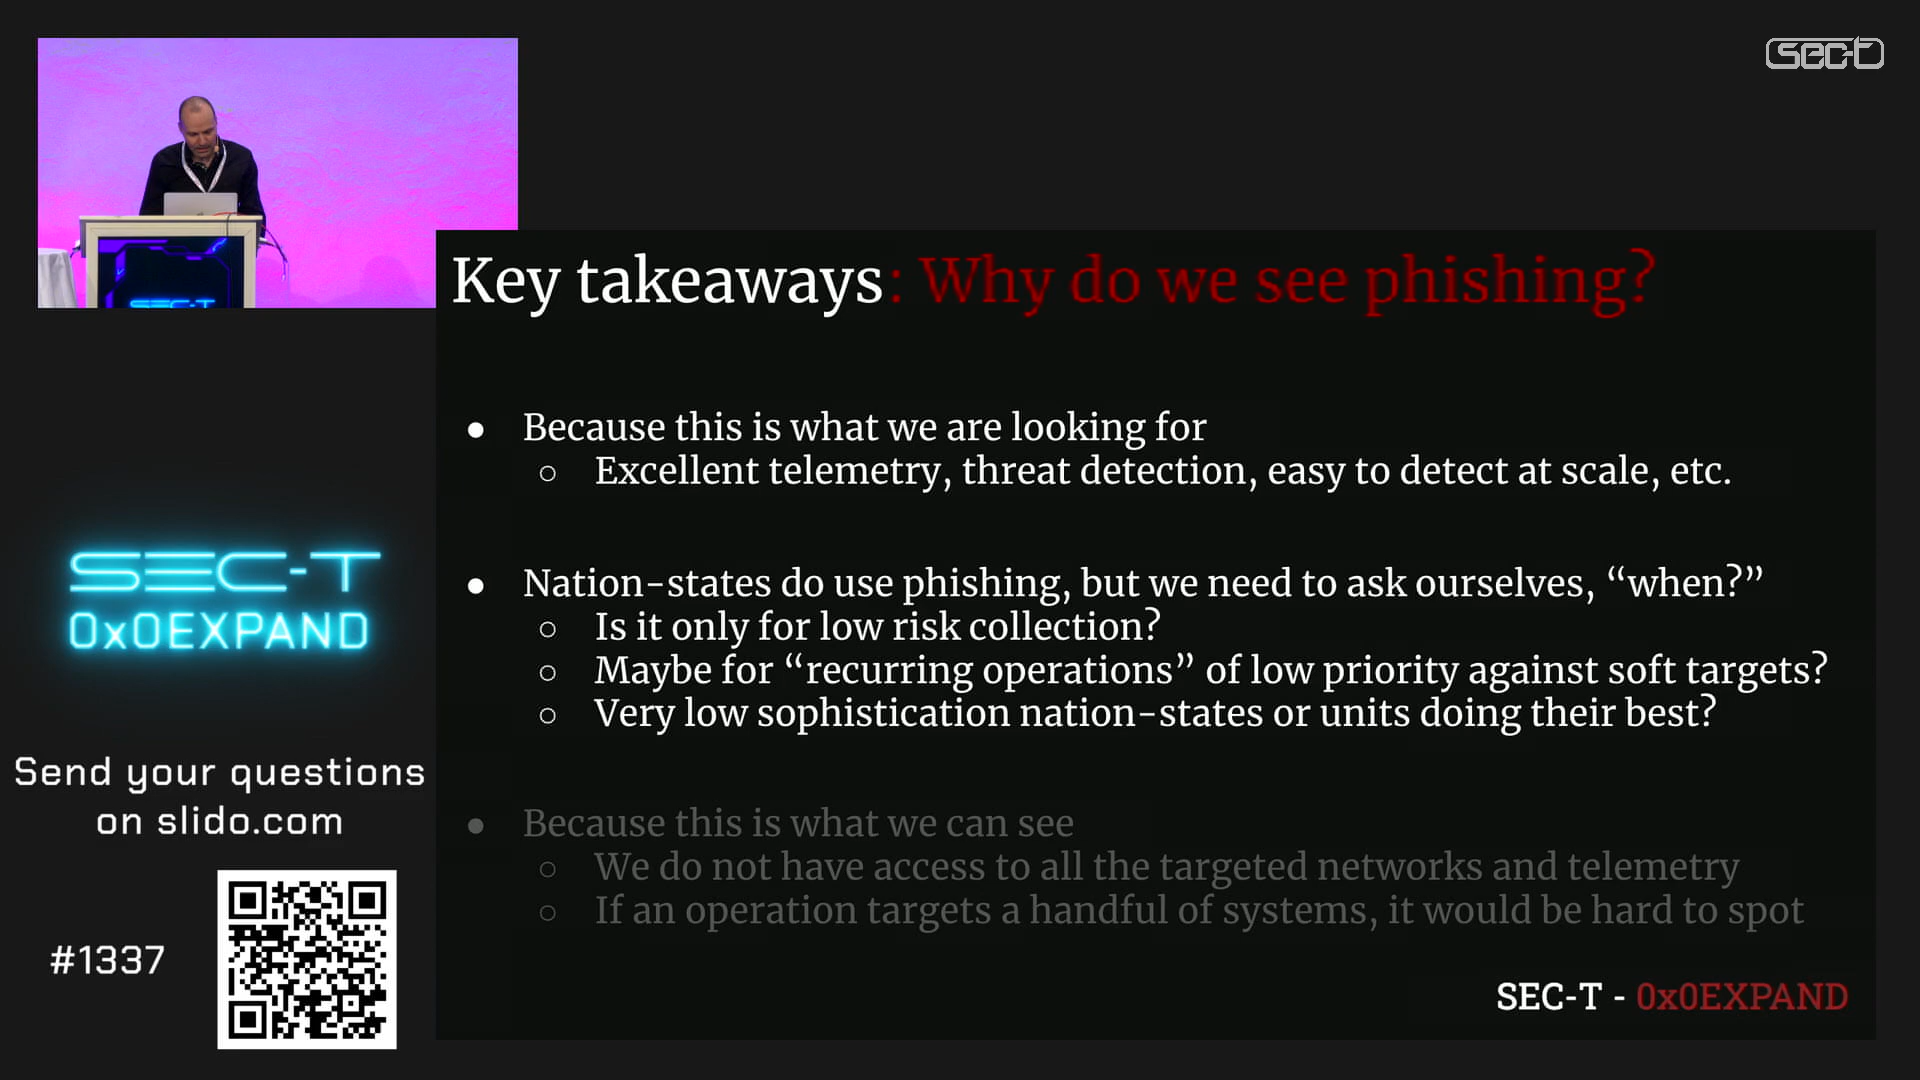 SEC-T
SEC-T
Key takeaways: Why do we see phishing?
● Because this is what we are looking for
○ Excellent telemetry, threat detection, easy to detect at scale, etc.
● Nation-states do use phishing, but we need to ask ourselves, “when?”
○ Is it only for low risk collection?
○ Maybe for “recurring operations” of low priority against soft targets?
○ Very low sophistication nation-states or units doing their best?
● Because this is what we can see
○ We do not have access to all the targeted networks and telemetry
○ If an operation targets a handful of systems, it would be hard to spot
SEC-T - 0x0EXPAND
SEC-T
0x0EXPAND
Send your questions
on slido.com
#1337